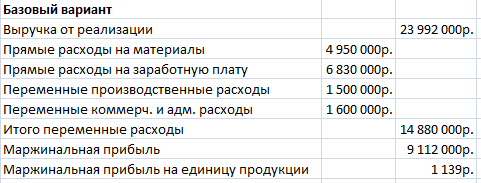 Базовый вариант
Выручка от реализации 23 992 000р.
Прямые расходы на материалы 4 950 000р.
Прямые расходы на заработную плату 6 830 000р.
Переменные производственные расходы 1 500 000р.
Переменные коммерч. и адм. расходы 1 600 000р.
Итого переменные расходы 14 880 000р.
Маржинальная прибыль 9 112 000р.
Маржинальная прибыль на единицу продукции 1 139р.